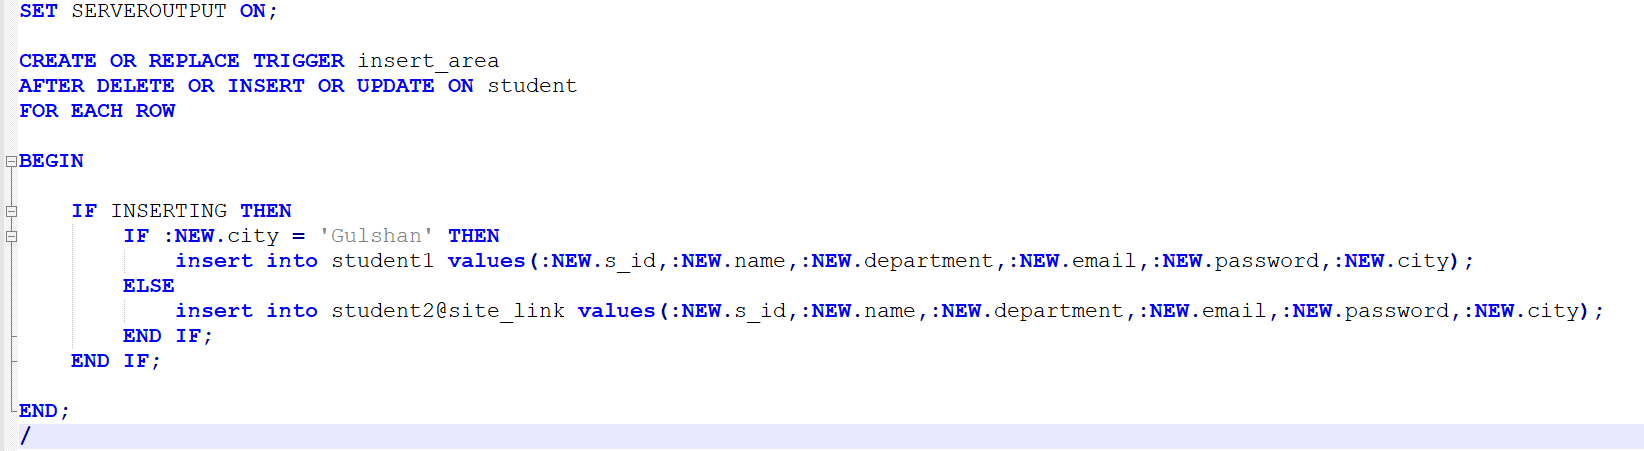 SET SERVEROUTPUT ON;
CREATE OR REPLACE TRIGGER insert_area
AFTER DELETE OR INSERT OR UPDATE ON student
FOR EACH ROW
BEGIN
IF INSERTING THEN
IF :NEW.city = 'Gulshan' THEN
insert into student1 values(:NEW.s_id,:NEW.name,:NEW.department,:NEW.email,:NEW.password,:NEW.city);
ELSE
insert into student2@site_link values(:NEW.s_id,:NEW.name,:NEW.department,:NEW.email,:NEW.password,:NEW.city);
END IF;
END IF;
END;
/